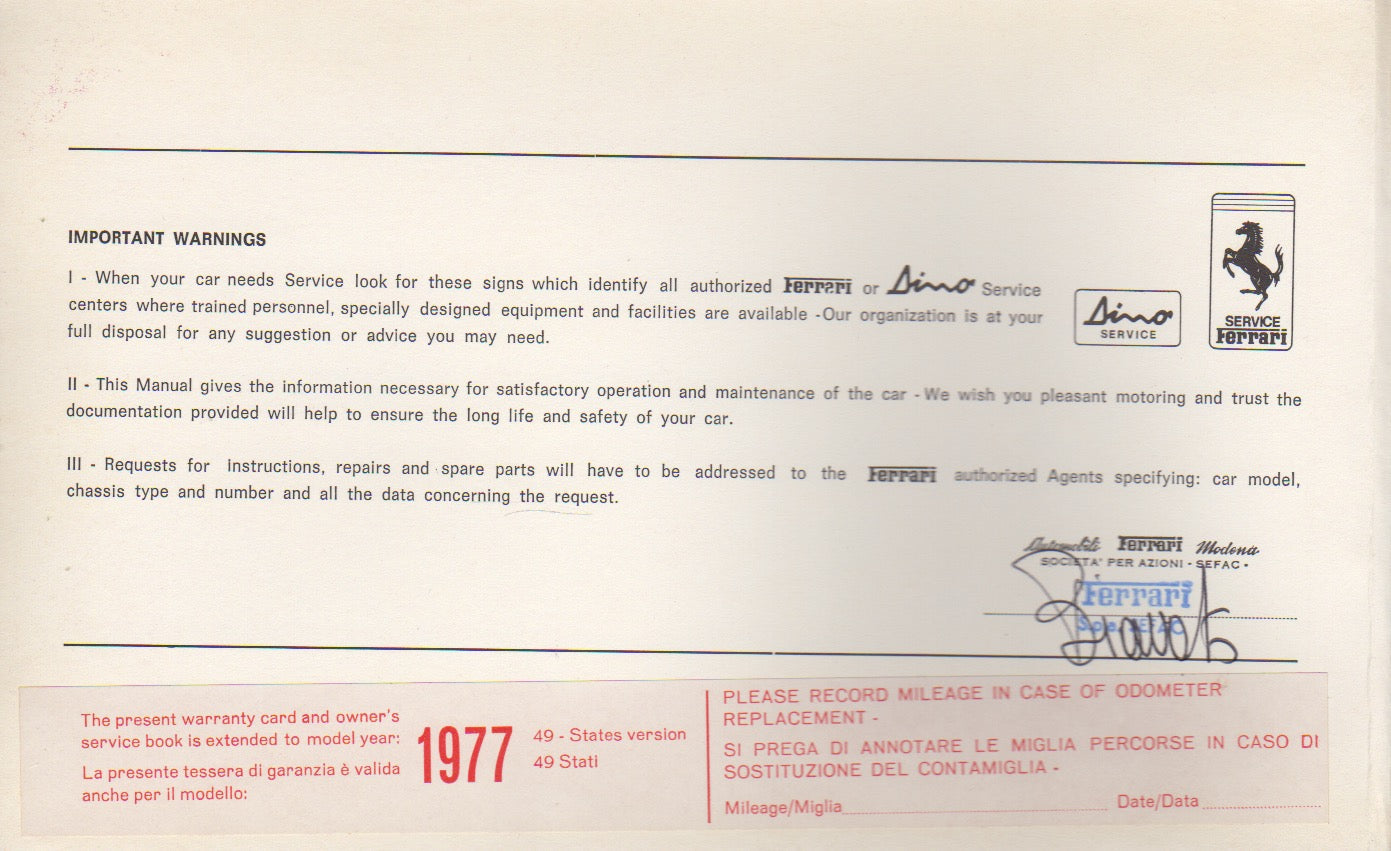 IMPORTANT WARNINGS
I - When your car needs Service look for these signs which identify all authorized Ferrari or Dino Service
centers where trained personnel, specially designed equipment and facilities are available - Our organization is at your
full disposal for any suggestion or advice you may need.
Dino
SERVICE
SERVICE
Ferrari
II - This Manual gives the information necessary for satisfactory operation and maintenance of the car - We wish you pleasant motoring and trust the
documentation provided will help to ensure the long life and safety of your car.
III - Requests for instructions, repairs and spare parts will have to be addressed to the Ferrari authorized Agents specifying: car model,
chassis type and number and all the data concerning the request.
Automobili Ferrari Modena
SOCIETA' PER AZIONI - SEFAC -
Ferrari
S.p.a. SEFAC
The present warranty card and owner's
service book is extended to model year:
La presente tessera di garanzia è valida
anche per il modello:
1977
49 - States version
49 Stati
PLEASE RECORD MILEAGE IN CASE OF ODOMETER
REPLACEMENT -
SI PREGA DI ANNOTARE LE MIGLIA PERCORSE IN CASO DI
SOSTITUZIONE DEL CONTAMIGLIA -
Mileage/Miglia Date/Data